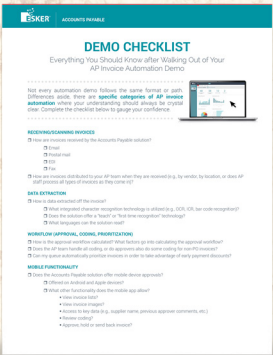 ESKER
ACCOUNTS PAYABLE
DEMO CHECKLIST
Everything You Should Know after Walking Out of Your
AP Invoice Automation Demo
Not every automation demo follows the same format or path.
Differences aside, there are specific categories of AP invoice
automation where your understanding should always be crystal
clear. Complete the checklist below to gauge your confidence.
RECEIVING/SCANNING INVOICES
How are invoices received by the Accounts Payable solution?
Email
Postal mail
EDI
Fax
How are invoices distributed to your AP team when they are received (e.g., by vendor, by location, or does AP
staff process all types of invoices as they come in)?
DATA EXTRACTION
How is data extracted off the invoice?
What integrated character recognition technology is utilized (e.g., OCR, ICR, bar code recognition)?
Does the solution offer a "teach" or "first-time recognition" technology?
What languages can the solution read?
WORKFLOW (APPROVAL, CODING, PRIORITIZATION)
How is the approval workflow calculated? What factors go into calculating the approval workflow?
Does the AP team handle all coding, or do approvers also do some coding for non-PO invoices?
Can my queue automatically prioritize invoices in order to take advantage of early payment discounts?
MOBILE FUNCTIONALITY
Does the Accounts Payable solution offer mobile device approvals?
Offered on Android and Apple devices?
What other functionality does the mobile app allow?
• View invoice lists?
• View invoice images?
• Access to key data (e.g., supplier name, previous approver comments, etc.)
• Review coding?
• Approve, hold or send back invoice?